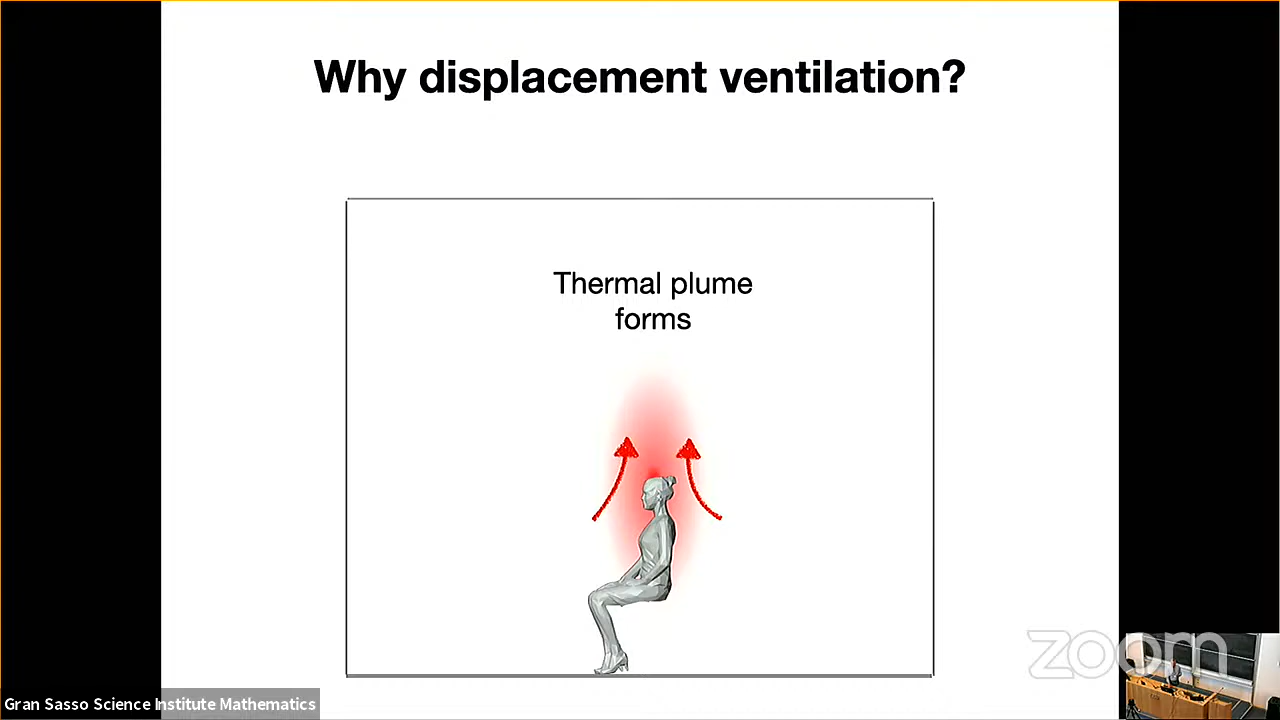 Why displacement ventilation?
Thermal plume
forms
zoom
Gran Sasso Science Institute Mathematics